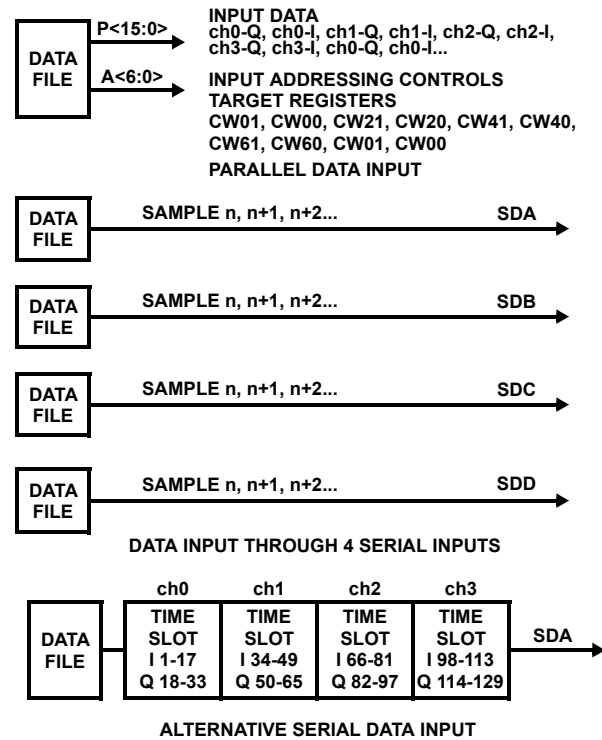 DATA FILE
P<15:0>
INPUT DATA
ch0-Q, ch0-I, ch1-Q, ch1-I, ch2-Q, ch2-I,
ch3-Q, ch3-I, ch0-Q, ch0-I...
A<6:0>
INPUT ADDRESSING CONTROLS
TARGET REGISTERS
CW01, CW00, CW21, CW20, CW41, CW40,
CW61, CW60, CW01, CW00
PARALLEL DATA INPUT
DATA
FILE
SAMPLE n, n+1, n+2...
SDA
DATA
FILE
SAMPLE n, n+1, n+2...
SDB
DATA
FILE
SAMPLE n, n+1, n+2...
SDC
DATA
FILE
SAMPLE n, n+1, n+2...
SDD
DATA INPUT THROUGH 4 SERIAL INPUTS
DATA
FILE
ch0
TIME
SLOT
I 1-17
Q 18-33
ch1
TIME
SLOT
I 34-49
Q 50-65
ch2
TIME
SLOT
I 66-81
Q 82-97
ch3
TIME
SLOT
I 98-113
Q 114-129
SDA
ALTERNATIVE SERIAL DATA INPUT